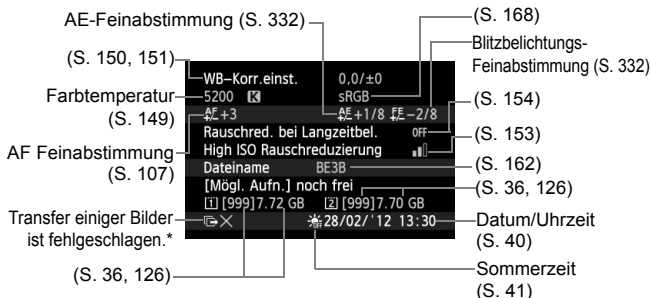 AE-Feinabstimmung (S. 332)
(S. 168)
Blitzbelichtungs-
Feinabstimmung (S. 332)
(S. 150, 151)
WB–Korr.einst. 0,0/±0
Farbtemperatur
(S. 149)
5200 K sRGB
(S. 154)
AF +3 AE +1/8 FE –2/8
Rauschred. bei Langzeitbel. OFF
(S. 153)
High ISO Rauschreduzierung
AF Feinabstimmung
(S. 107)
Dateiname BE3B
(S. 162)
[Mögl. Aufn.] noch frei
(S. 36, 126)
1 [999]7.72 GB 2 [999]7.70 GB
Transfer einiger Bilder
ist fehlgeschlagen.*
28/02/ '12 13:30
Datum/Uhrzeit
(S. 40)
(S. 36, 126)
Sommerzeit
(S. 41)